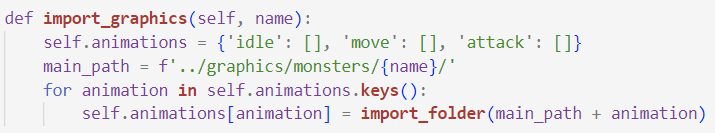 def import_graphics(self, name):
    self.animations = {'idle': [], 'move': [], 'attack': []}
    main_path = f'../graphics/monsters/{name}/'
    for animation in self.animations.keys():
        self.animations[animation] = import_folder(main_path + animation)